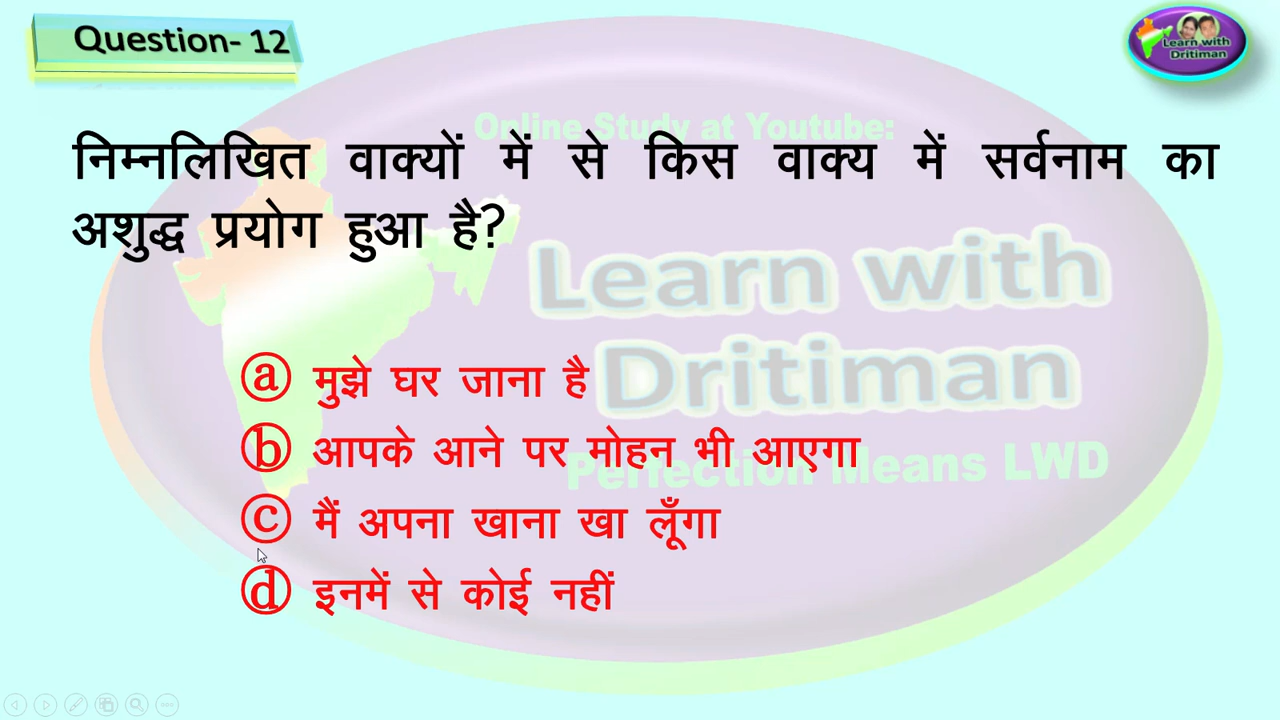 Question- 12
Learn with
Dritiman
Online Study at Youtube:
निम्नलिखित वाक्यों में से किस वाक्य में सर्वनाम का
अशुद्ध प्रयोग हुआ है?
Learn with
Dritiman
Perfection Means LWD
ⓐ मुझे घर जाना है
ⓑ आपके आने पर मोहन भी आएगा
ⓒ मैं अपना खाना खा लूँगा
ⓓ इनमें से कोई नहीं